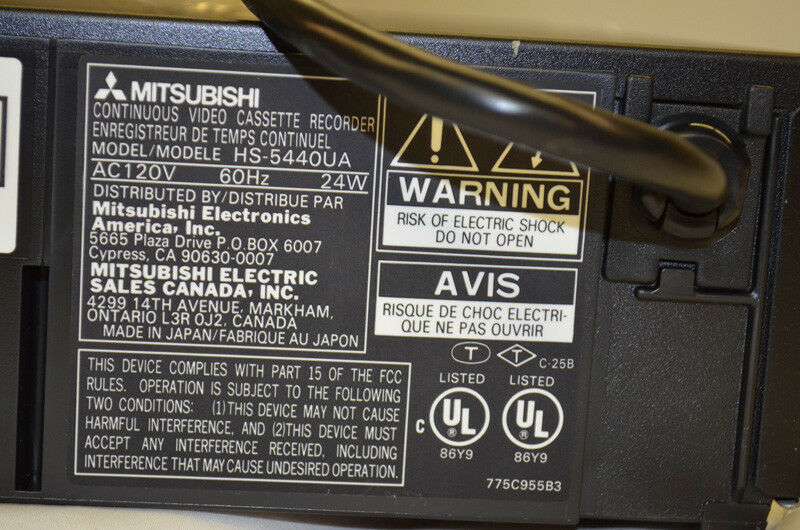 MITSUBISHI
CONTINUOUS VIDEO CASSETTE RECORDER
ENREGISTREUR DE TEMPS CONTINUEL
MODEL/MODELE HS-5440UA
AC120V 60Hz 24W
DISTRIBUTED BY/DISTRIBUE PAR
Mitsubishi Electronics
America, Inc.
5665 Plaza Drive P.O.BOX 6007
Cypress, CA 90630-0007
MITSUBISHI ELECTRIC
SALES CANADA, INC.
4299 14TH AVENUE, MARKHAM,
ONTARIO L3R OJ2, CANADA
MADE IN JAPAN/FABRIQUE AU JAPON
WARNING
RISK OF ELECTRIC SHOCK
DO NOT OPEN
AVIS
RISQUE DE CHOC ELECTRI-
QUE NE PAS OUVRIR
T T C-25B
THIS DEVICE COMPLIES WITH PART 15 OF THE FCC
RULES. OPERATION IS SUBJECT TO THE FOLLOWING
TWO CONDITIONS: (1)THIS DEVICE MAY NOT CAUSE
HARMFUL INTERFERENCE, AND (2)THIS DEVICE MUST
ACCEPT ANY INTERFERENCE RECEIVED, INCLUDING
INTERFERENCE THAT MAY CAUSE UNDESIRED OPERATION.
LISTED LISTED
C UL UL
86Y9 86Y9
775C955B3